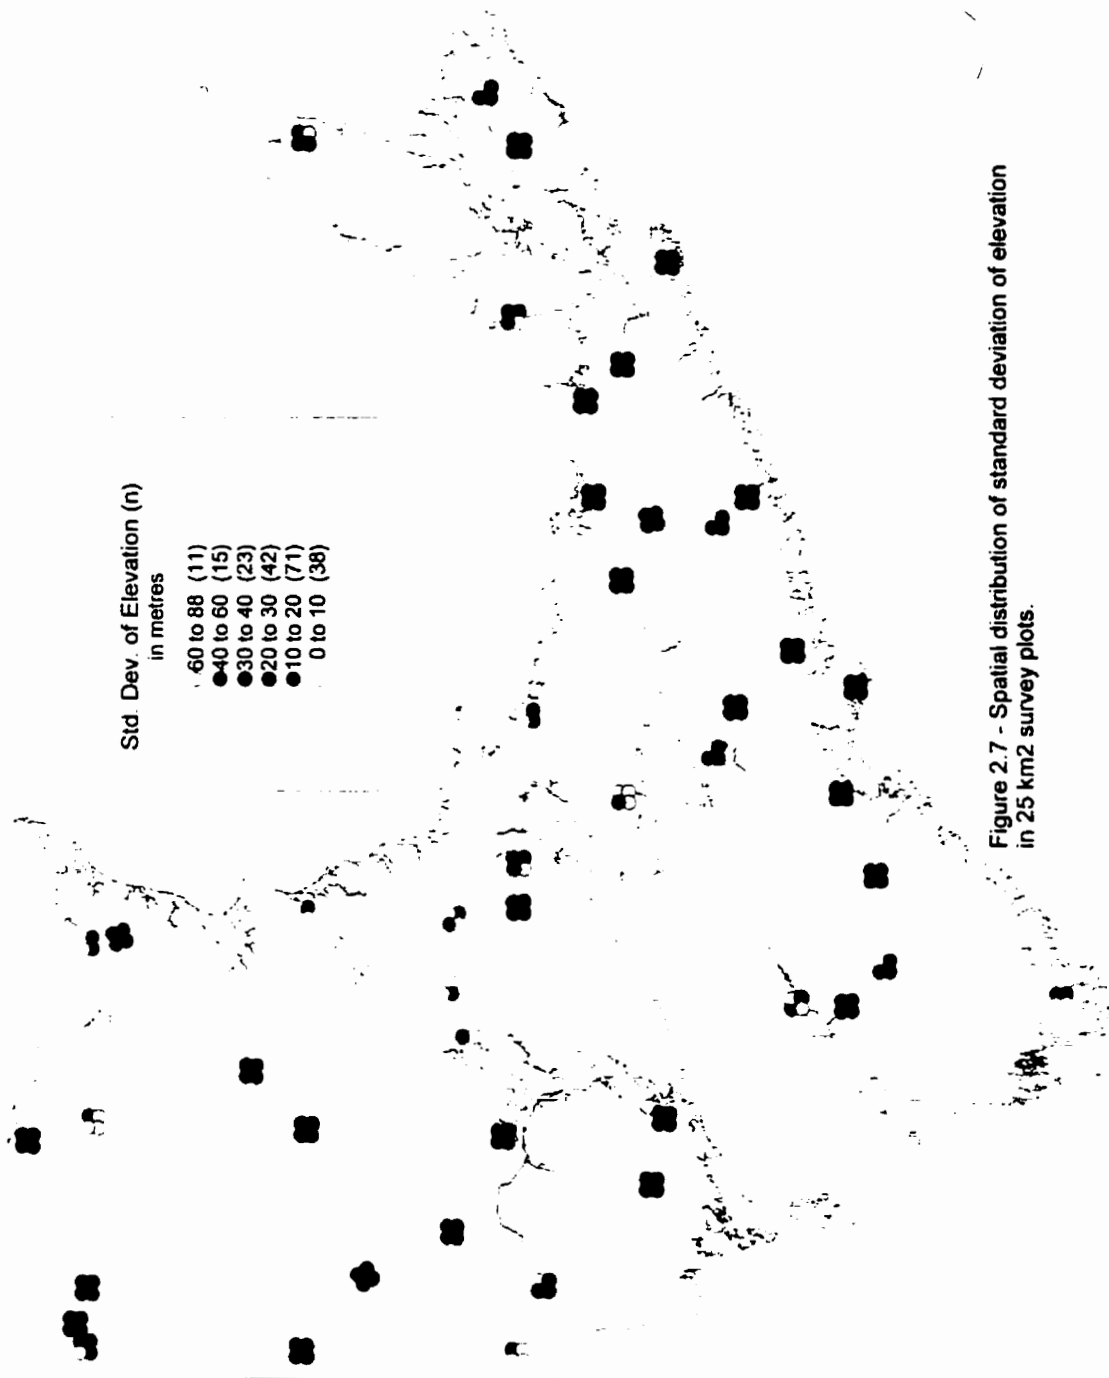 Std. Dev. of Elevation (n)
in metres
60 to 88 (11)
40 to 60 (15)
30 to 40 (23)
20 to 30 (42)
10 to 20 (71)
0 to 10 (38)
Figure 2.7 - Spatial distribution of standard deviation of elevation
in 25 km2 survey plots.